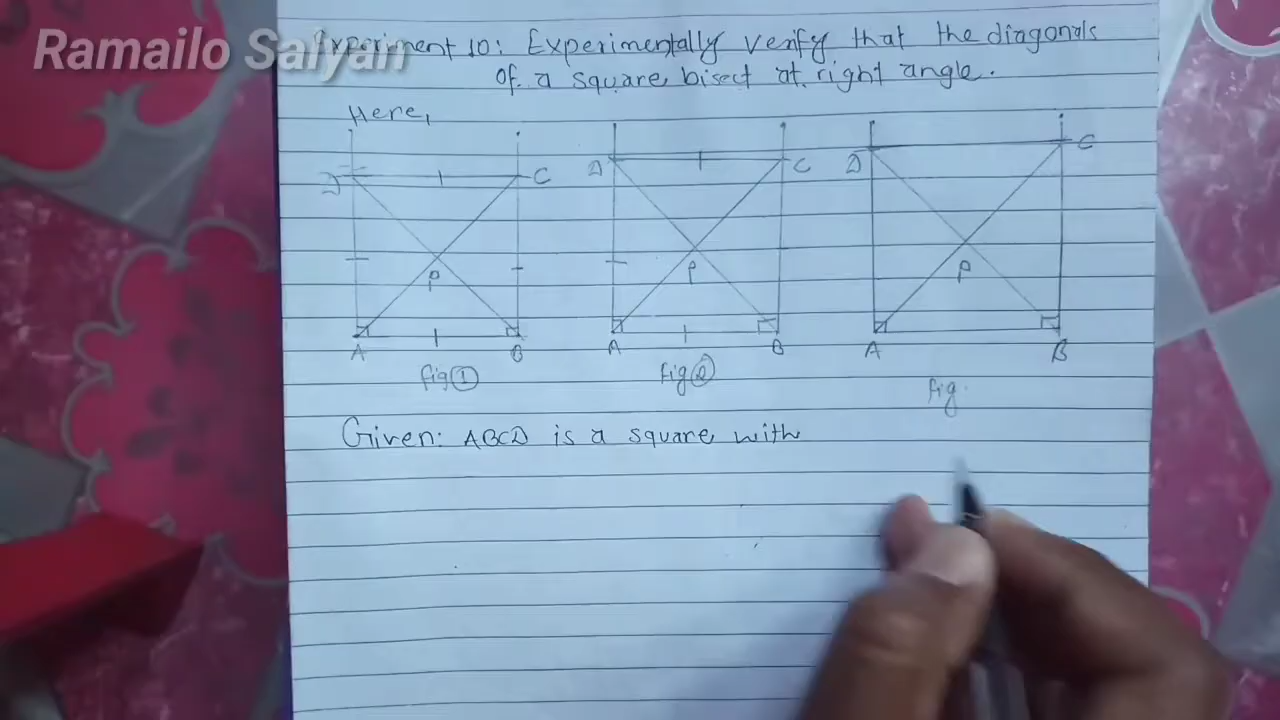 Ramailo Salyan
Experiment 10: Experimentally verify that the diagonals
of a square bisect at right angle.
Here,
D C D C D C
P P P
A B A B A B
fig ① fig ② fig.
Given: ABCD is a square with